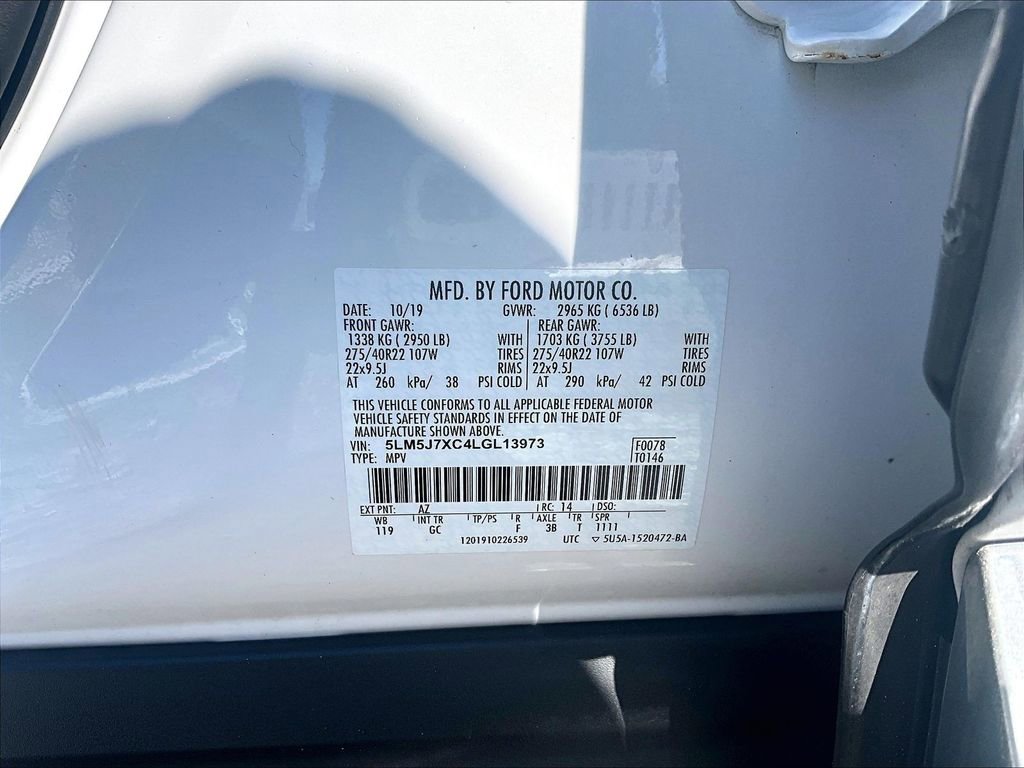 MFD. BY FORD MOTOR CO.
DATE: 10/19 GVWR: 2965 KG ( 6536 LB)
FRONT GAWR: REAR GAWR:
1338 KG ( 2950 LB) WITH 1703 KG ( 3755 LB) WITH
275/40R22 107W TIRES 275/40R22 107W TIRES
22x9.5J RIMS 22x9.5J RIMS
AT 260 kPa/ 38 PSI COLD AT 290 kPa/ 42 PSI COLD
THIS VEHICLE CONFORMS TO ALL APPLICABLE FEDERAL MOTOR
VEHICLE SAFETY STANDARDS IN EFFECT ON THE DATE OF
MANUFACTURE SHOWN ABOVE.
VIN: 5LM5J7XC4LGL13973 F0078
TYPE: MPV T0146
EXT PNT: AZ RC: 14 DSO:
WB INT TR TP/PS R AXLE TR SPR
119 GC F 3B T 1111
1201910226539 UTC ▽ 5U5A-1520472-BA